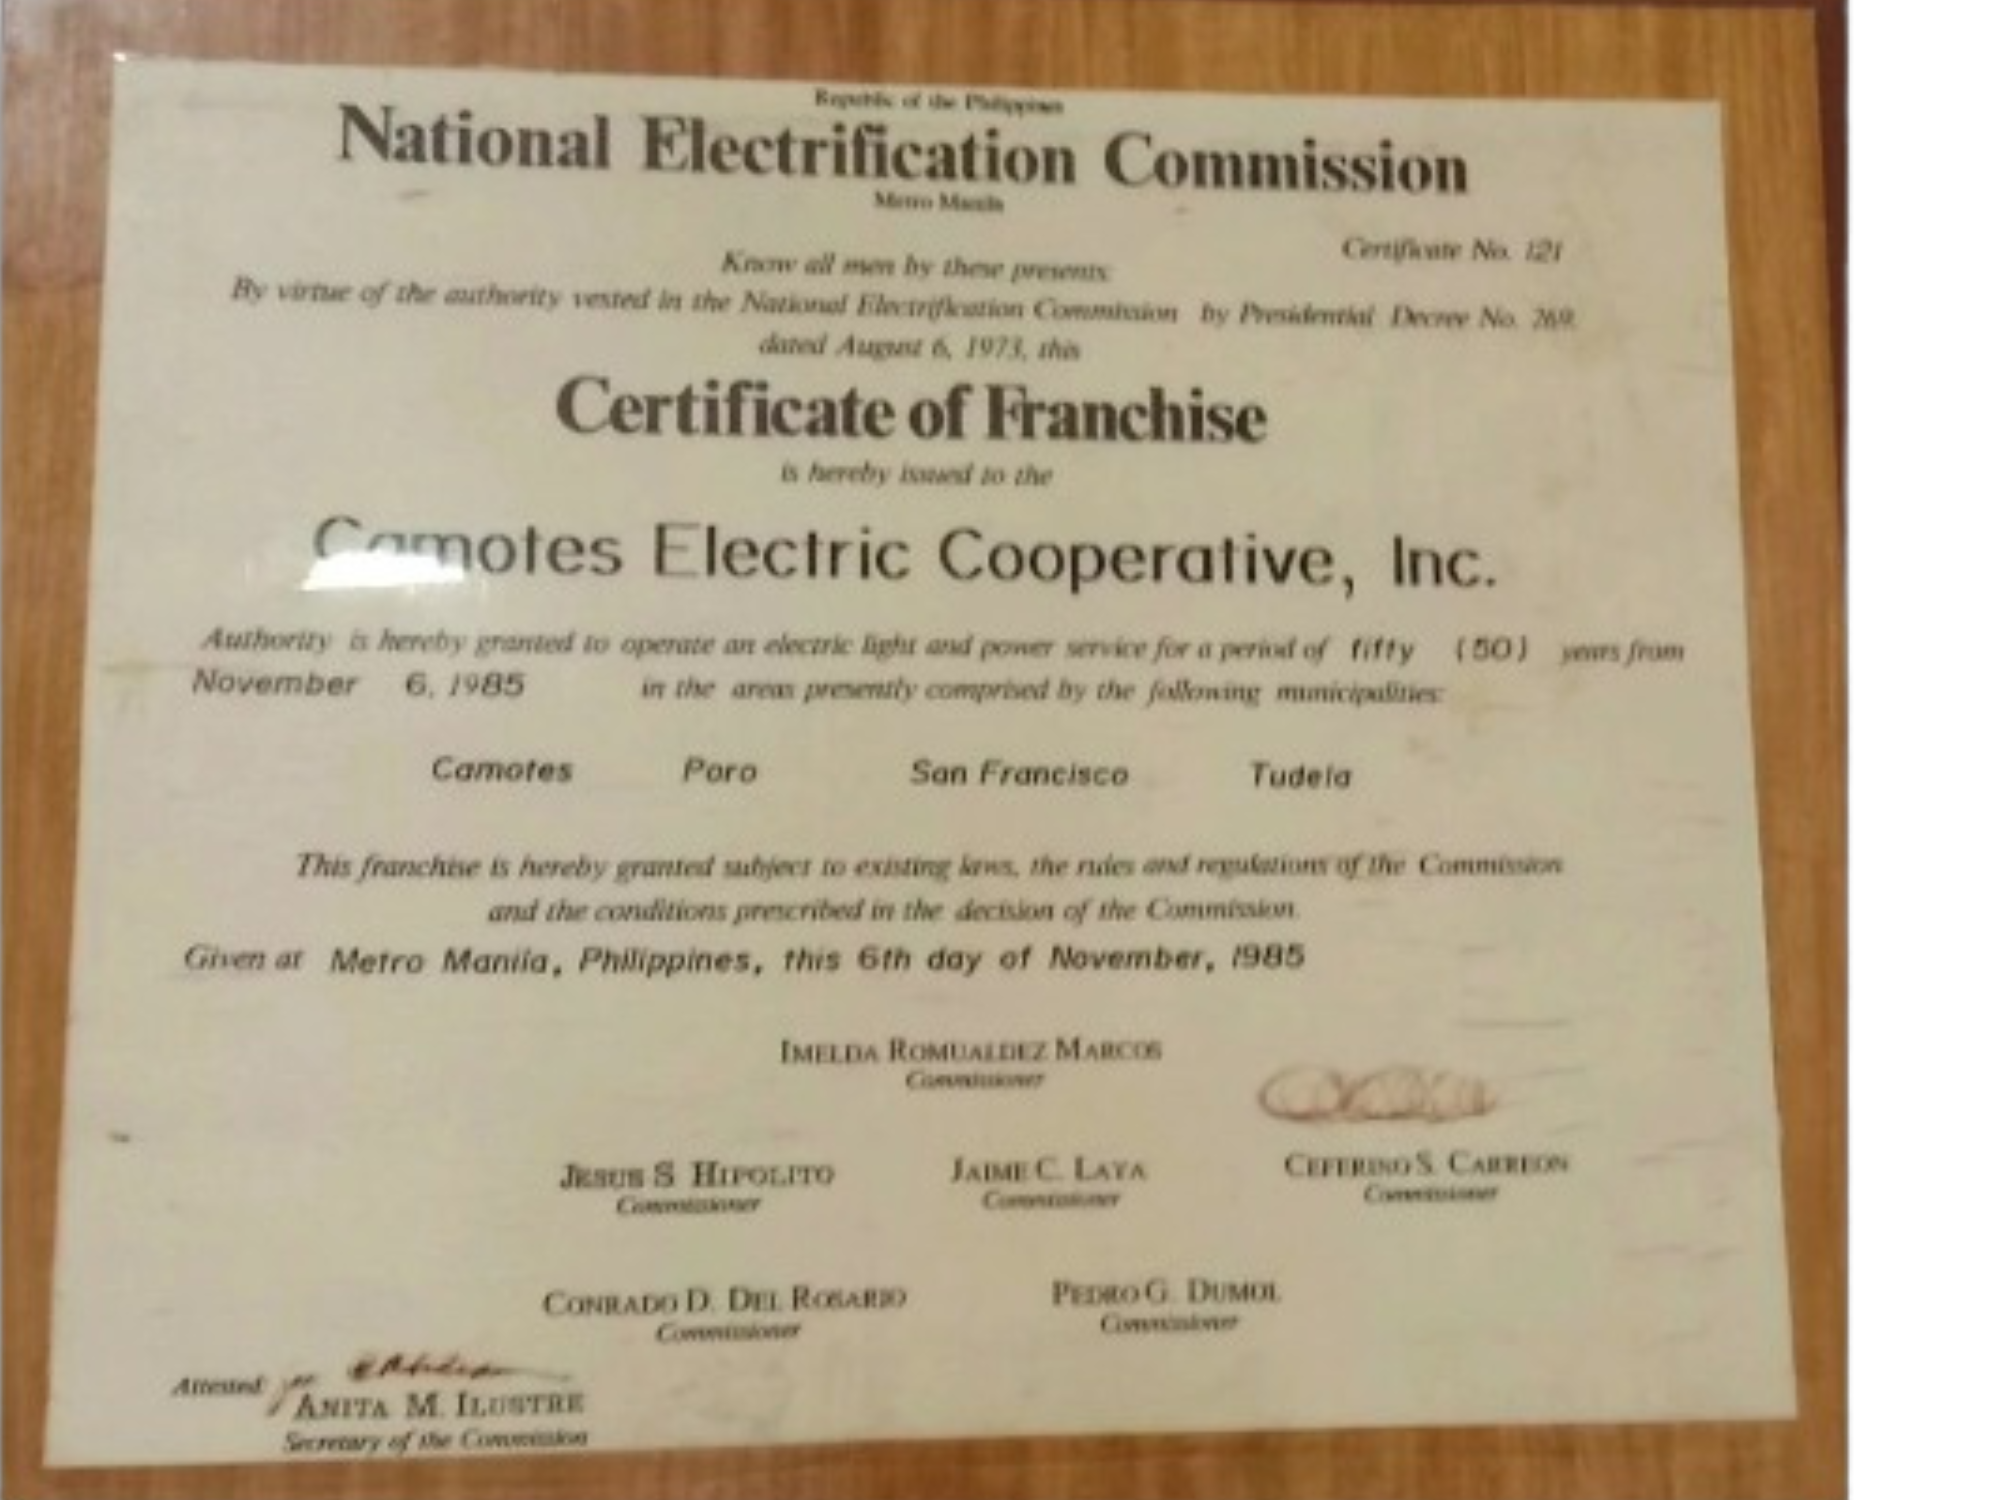 Republic of the Philippines
National Electrification Commission
Metro Manila
Certificate No. 121
Know all men by these presents:
By virtue of the authority vested in the National Electrification Commission by Presidential Decree No. 269,
dated August 6, 1973, this
Certificate of Franchise
is hereby issued to the
Camotes Electric Cooperative, Inc.
Authority is hereby granted to operate an electric light and power service for a period of fifty (50) years from
November 6, 1985 in the areas presently comprised by the following municipalities:
Camotes Poro San Francisco Tudela
This franchise is hereby granted subject to existing laws, the rules and regulations of the Commission
and the conditions prescribed in the decision of the Commission.
Given at Metro Manila, Philippines, this 6th day of November, 1985
IMELDA ROMUALDEZ MARCOS
Commissioner
JESUS S. HIPOLITO JAIME C. LAYA CEFERINO S. CARREON
Commissioner Commissioner Commissioner
CONRADO D. DEL ROSARIO PEDRO G. DUMOL
Commissioner Commissioner
Attested:
ANITA M. ILUSTRE
Secretary of the Commission